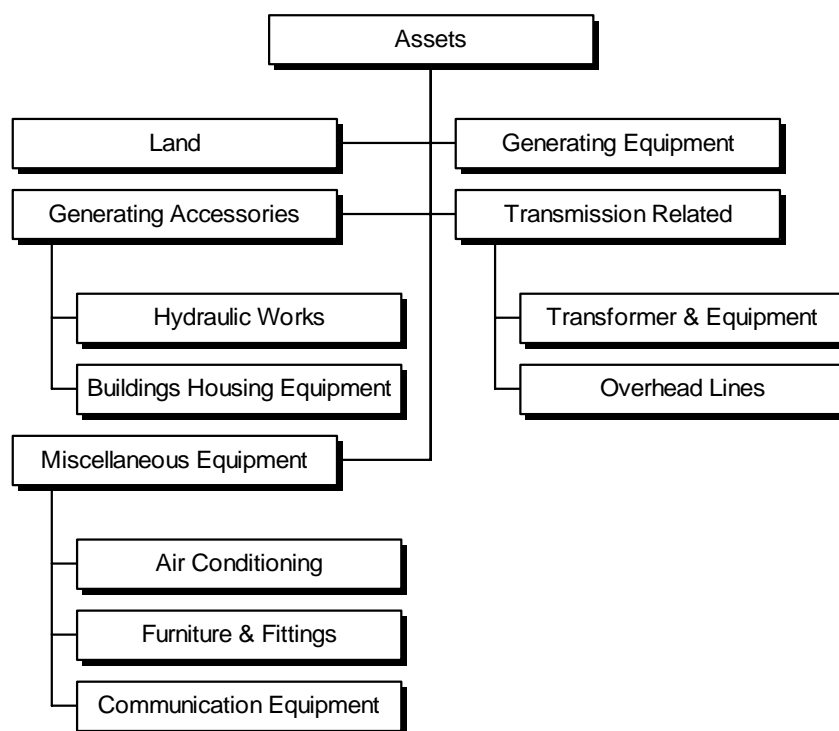 Assets
Land
Generating Equipment
Generating Accessories
Transmission Related
Hydraulic Works
Transformer & Equipment
Buildings Housing Equipment
Overhead Lines
Miscellaneous Equipment
Air Conditioning
Furniture & Fittings
Communication Equipment